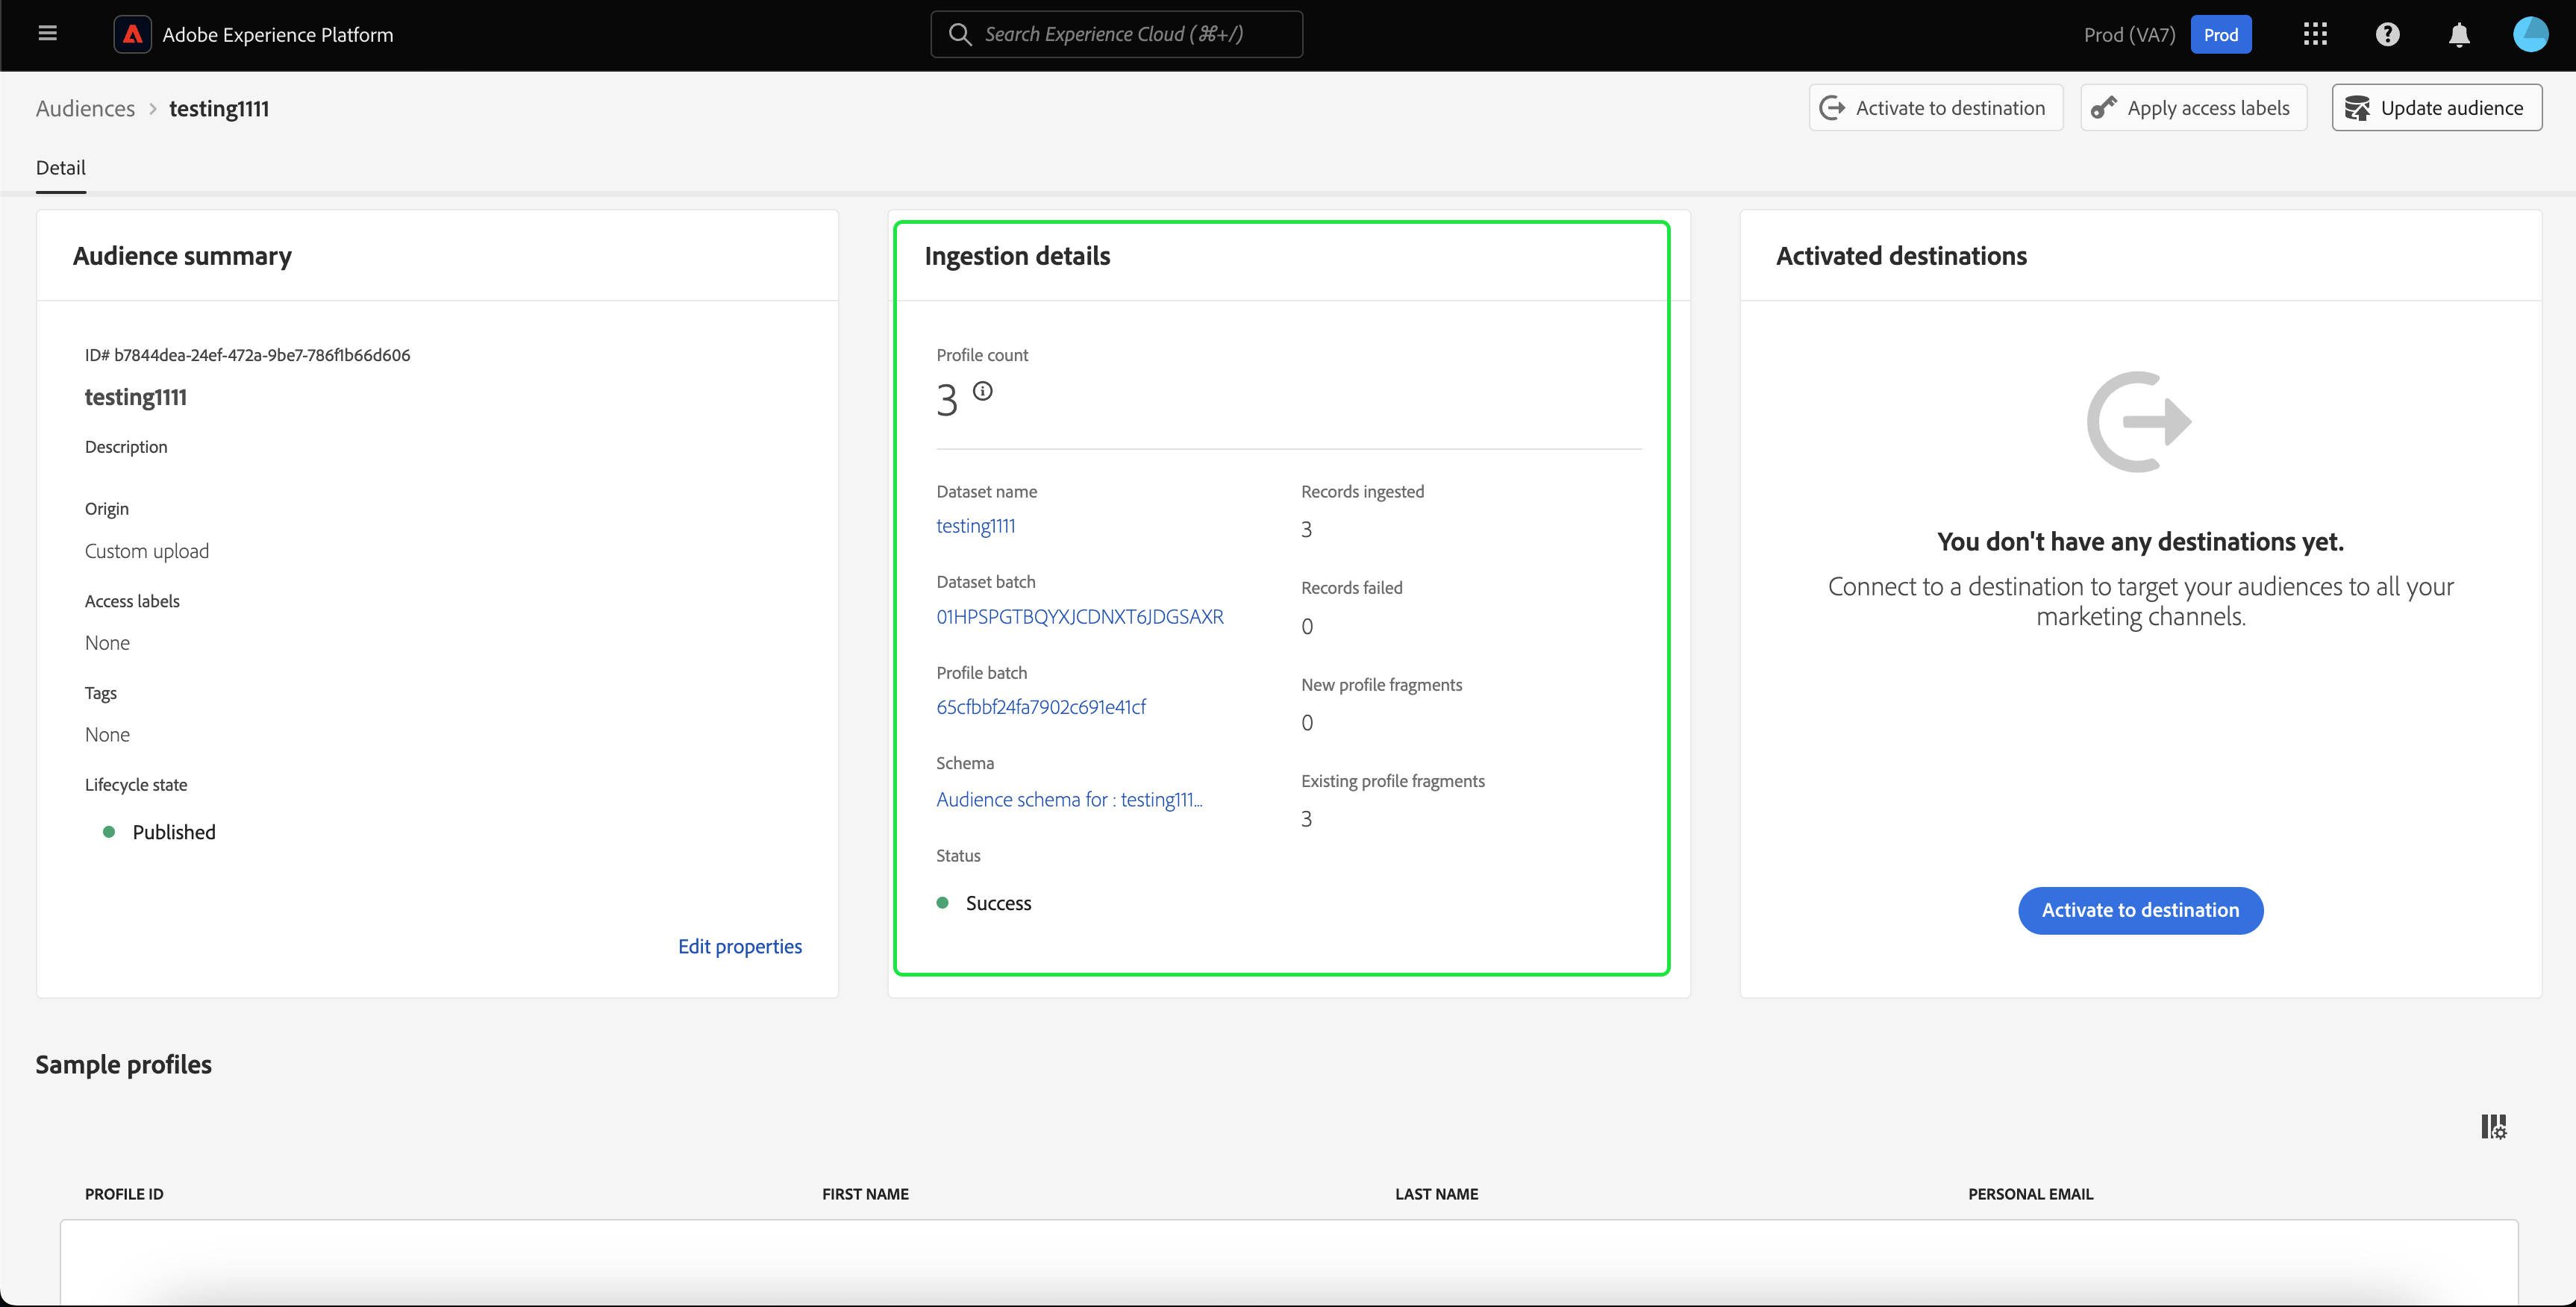 Adobe Experience Platform
Search Experience Cloud (⌘+/)
Prod (VA7)
Prod
Audiences > testing1111
Activate to destination
Apply access labels
Update audience
Detail
Audience summary
ID# b7844dea-24ef-472a-9be7-786f1b66d606
testing1111
Description
Origin
Custom upload
Access labels
None
Tags
None
Lifecycle state
Published
Edit properties
Ingestion details
Profile count
3
Dataset name
testing1111
Dataset batch
01HPSPGTBQYXJCDNXT6JDGSAXR
Profile batch
65cfbbf24fa7902c691e41cf
Schema
Audience schema for : testing111...
Status
Success
Records ingested
3
Records failed
0
New profile fragments
0
Existing profile fragments
3
Activated destinations
You don't have any destinations yet.
Connect to a destination to target your audiences to all your
marketing channels.
Activate to destination
Sample profiles
PROFILE ID
FIRST NAME
LAST NAME
PERSONAL EMAIL